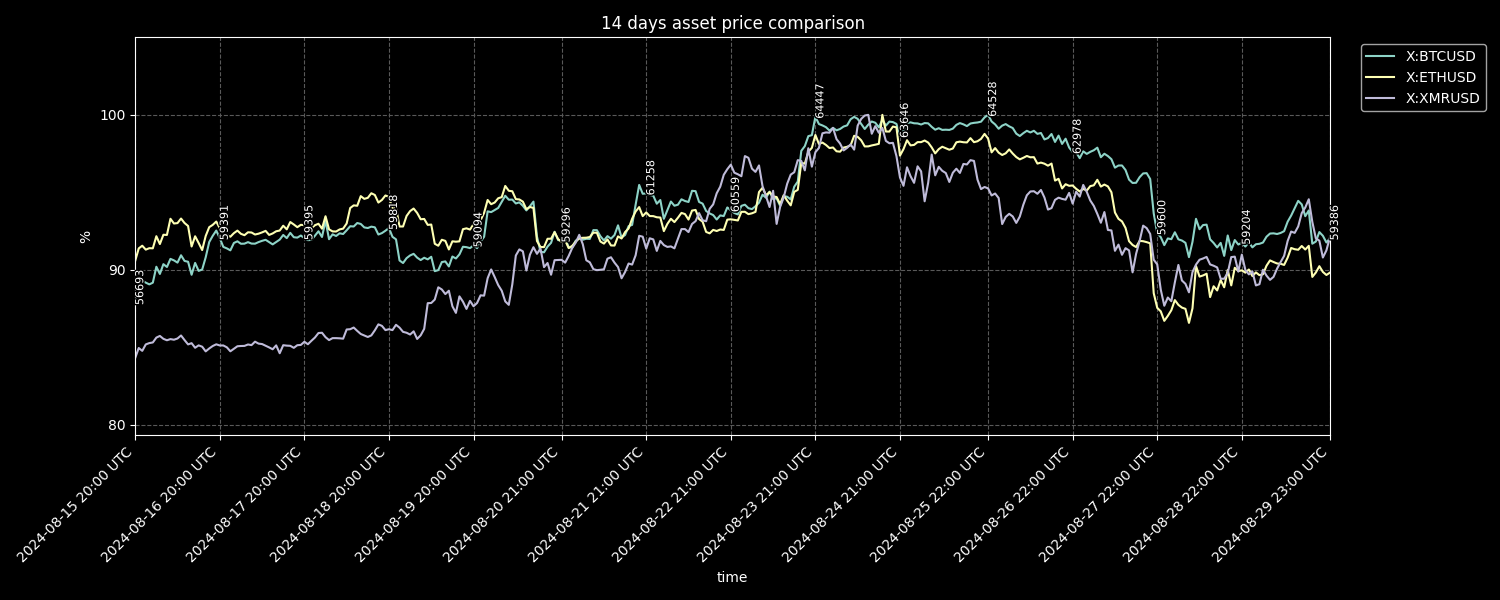 14 days asset price comparison
X:BTCUSD
X:ETHUSD
X:XMRUSD
%
100
90
80
56693
59391
59395
59818
59094
59296
61258
60559
64447
63646
64528
62978
59600
59204
59386
2024-08-15 20:00 UTC
2024-08-16 20:00 UTC
2024-08-17 20:00 UTC
2024-08-18 20:00 UTC
2024-08-19 20:00 UTC
2024-08-20 21:00 UTC
2024-08-21 21:00 UTC
2024-08-22 21:00 UTC
2024-08-23 21:00 UTC
2024-08-24 21:00 UTC
2024-08-25 22:00 UTC
2024-08-26 22:00 UTC
2024-08-27 22:00 UTC
2024-08-28 22:00 UTC
2024-08-29 23:00 UTC
time